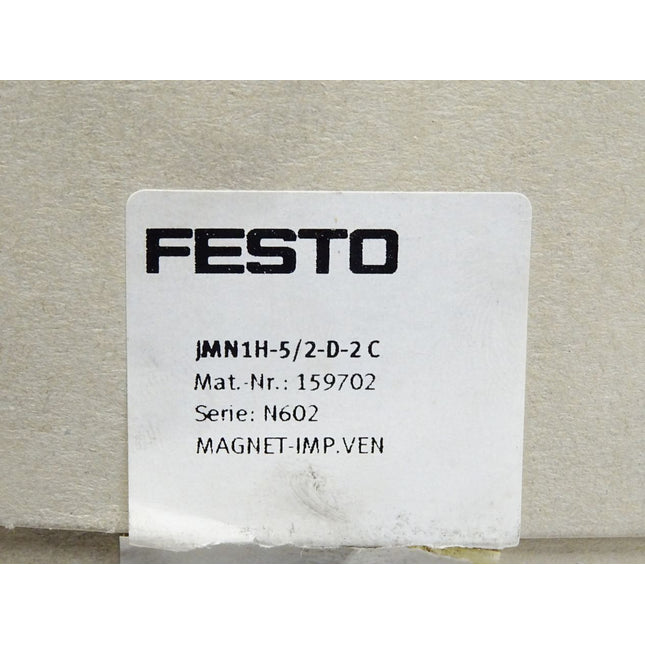 FESTO
JMN1H-5/2-D-2 C
Mat.-Nr.: 159702
Serie: N602
MAGNET-IMP.VEN